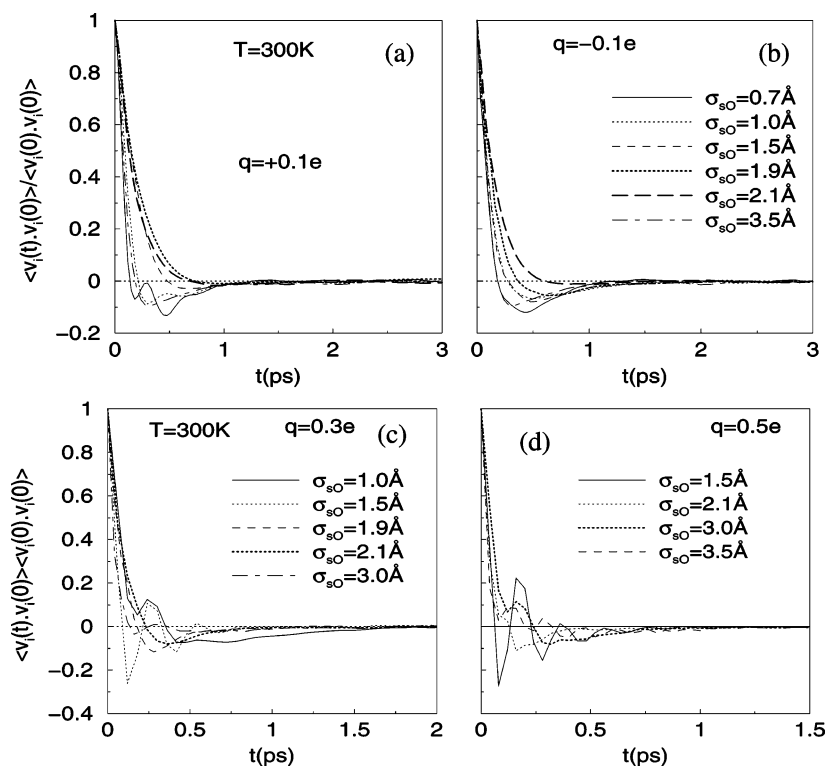 <v_i(t).v_i(0)>/<v_i(0).v_i(0)>
1
0.8
0.6
0.4
0.2
0
−0.2
T=300K
(a)
q=+0.1e
0
1
2
3
t(ps)
q=−0.1e
(b)
σ_sO=0.7Å
σ_sO=1.0Å
σ_sO=1.5Å
σ_sO=1.9Å
σ_sO=2.1Å
σ_sO=3.5Å
0
1
2
3
t(ps)
<v_i(t).v_i(0)><v_i(0).v_i(0)>
1
0.8
0.6
0.4
0.2
0
−0.2
−0.4
T=300K
q=0.3e
(c)
σ_sO=1.0Å
σ_sO=1.5Å
σ_sO=1.9Å
σ_sO=2.1Å
σ_sO=3.0Å
0
0.5
1
1.5
2
t(ps)
(d)
q=0.5e
σ_sO=1.5Å
σ_sO=2.1Å
σ_sO=3.0Å
σ_sO=3.5Å
0
0.5
1
1.5
t(ps)